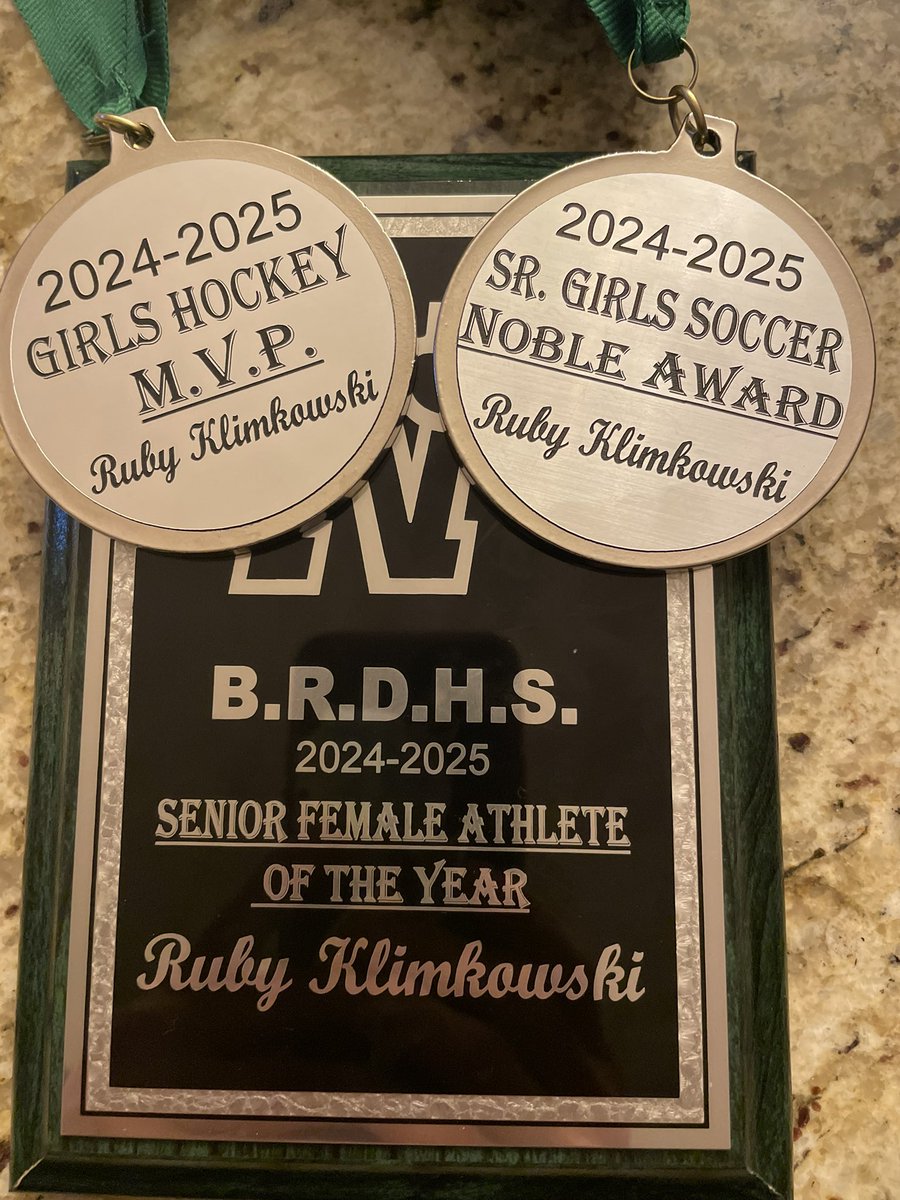 2024-2025
GIRLS HOCKEY
M.V.P.
Ruby Klimkowski
2024-2025
SR. GIRLS SOCCER
NOBLE AWARD
Ruby Klimkowski
B.R.D.H.S.
2024-2025
SENIOR FEMALE ATHLETE
OF THE YEAR
Ruby Klimkowski